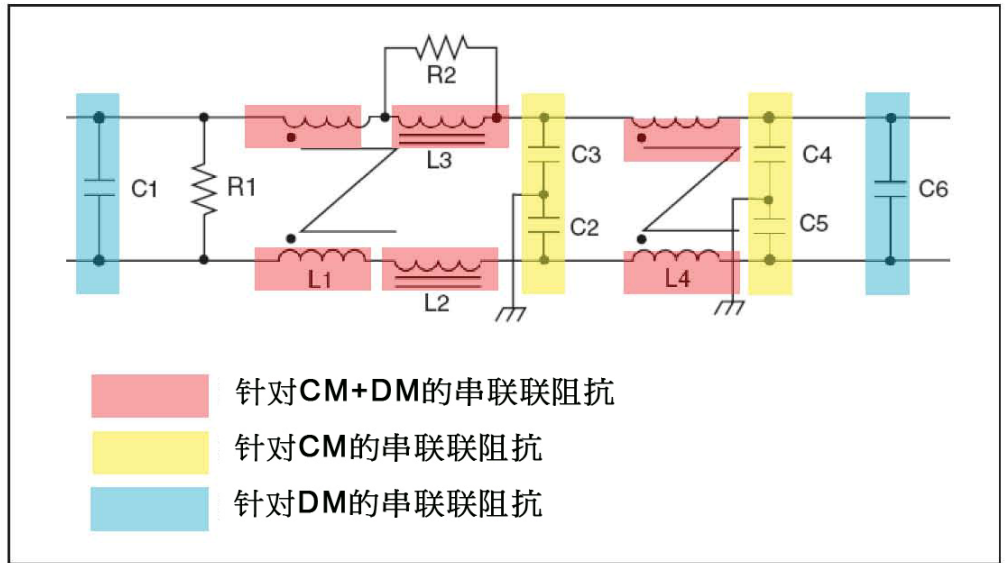 R2
L3
C3
C4
C1
R1
C6
C2
C5
L1
L2
L4
针对CM+DM的串联联阻抗
针对CM的串联联阻抗
针对DM的串联联阻抗